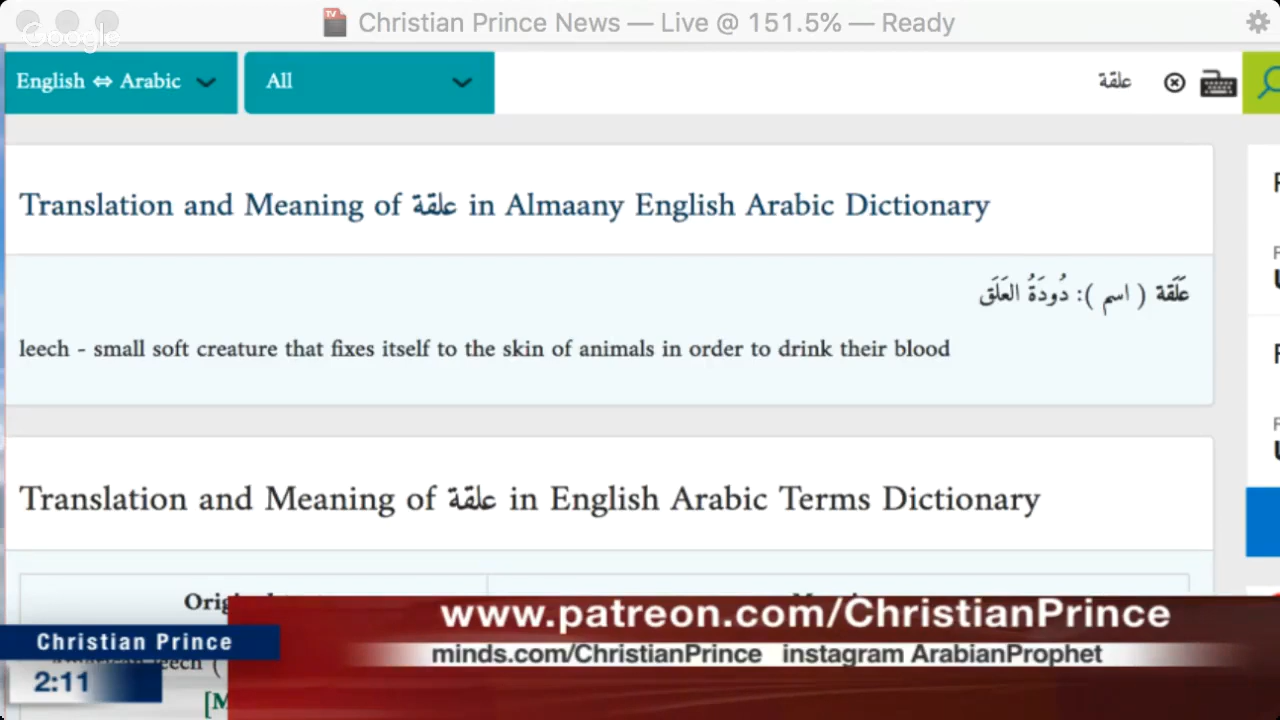 Christian Prince News — Live @ 151.5% — Ready
Google
English ⇔ Arabic
All
علقة
Translation and Meaning of علقة in Almaany English Arabic Dictionary
عَلَقة ( اسم ): دُودَةُ العَلَق
leech - small soft creature that fixes itself to the skin of animals in order to drink their blood
Translation and Meaning of علقة in English Arabic Terms Dictionary
www.patreon.com/ChristianPrince
Christian Prince
minds.com/ChristianPrince instagram ArabianProphet
leech (
2:11